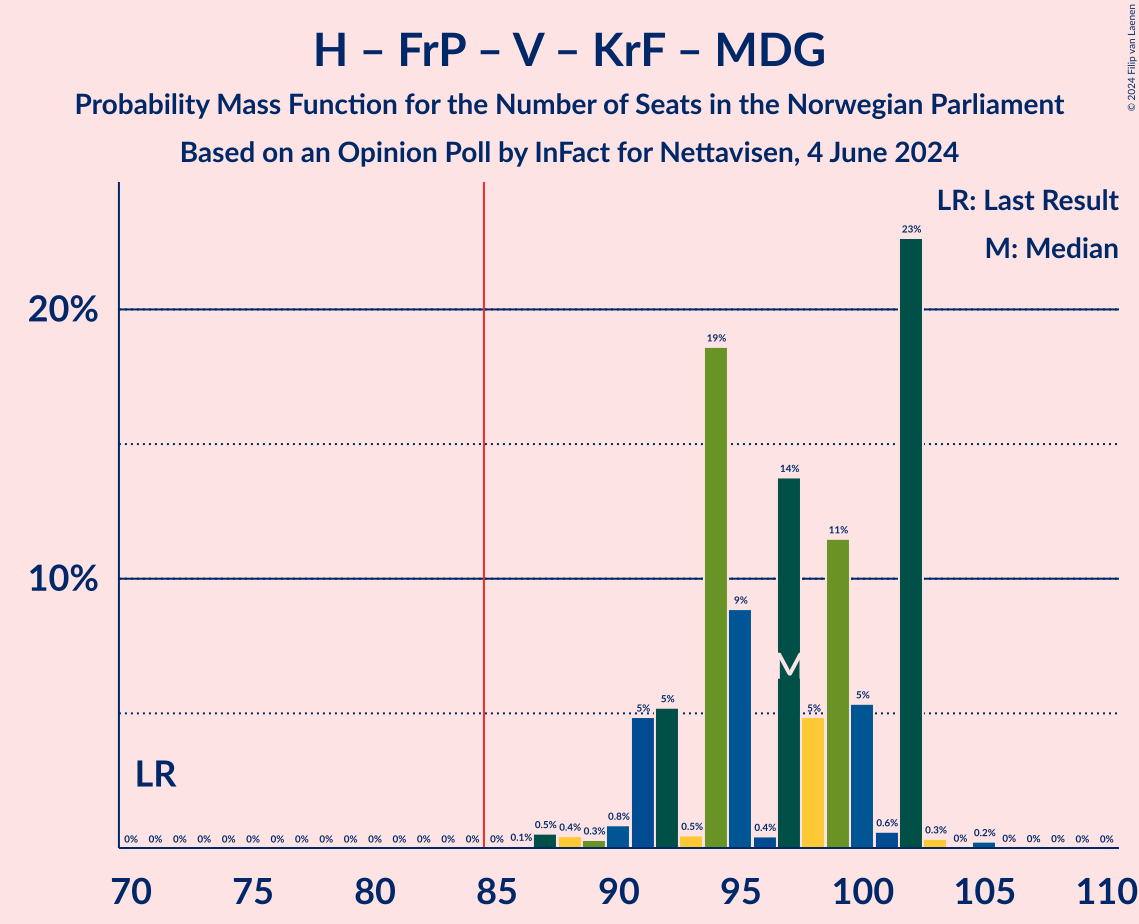 H – FrP – V – KrF – MDG
Probability Mass Function for the Number of Seats in the Norwegian Parliament
Based on an Opinion Poll by InFact for Nettavisen, 4 June 2024
© 2024 Filip van Laenen
LR: Last Result
M: Median
20%
10%
23%
19%
14%
11%
9%
M
5% 5% 5% 5%
LR
0% 0% 0% 0% 0% 0% 0% 0% 0% 0% 0% 0% 0% 0% 0% 0% 0.1% 0.5% 0.4% 0.3% 0.8% 0.5% 0.4% 0.6% 0.3% 0% 0.2% 0% 0% 0% 0% 0%
70 75 80 85 90 95 100 105 110